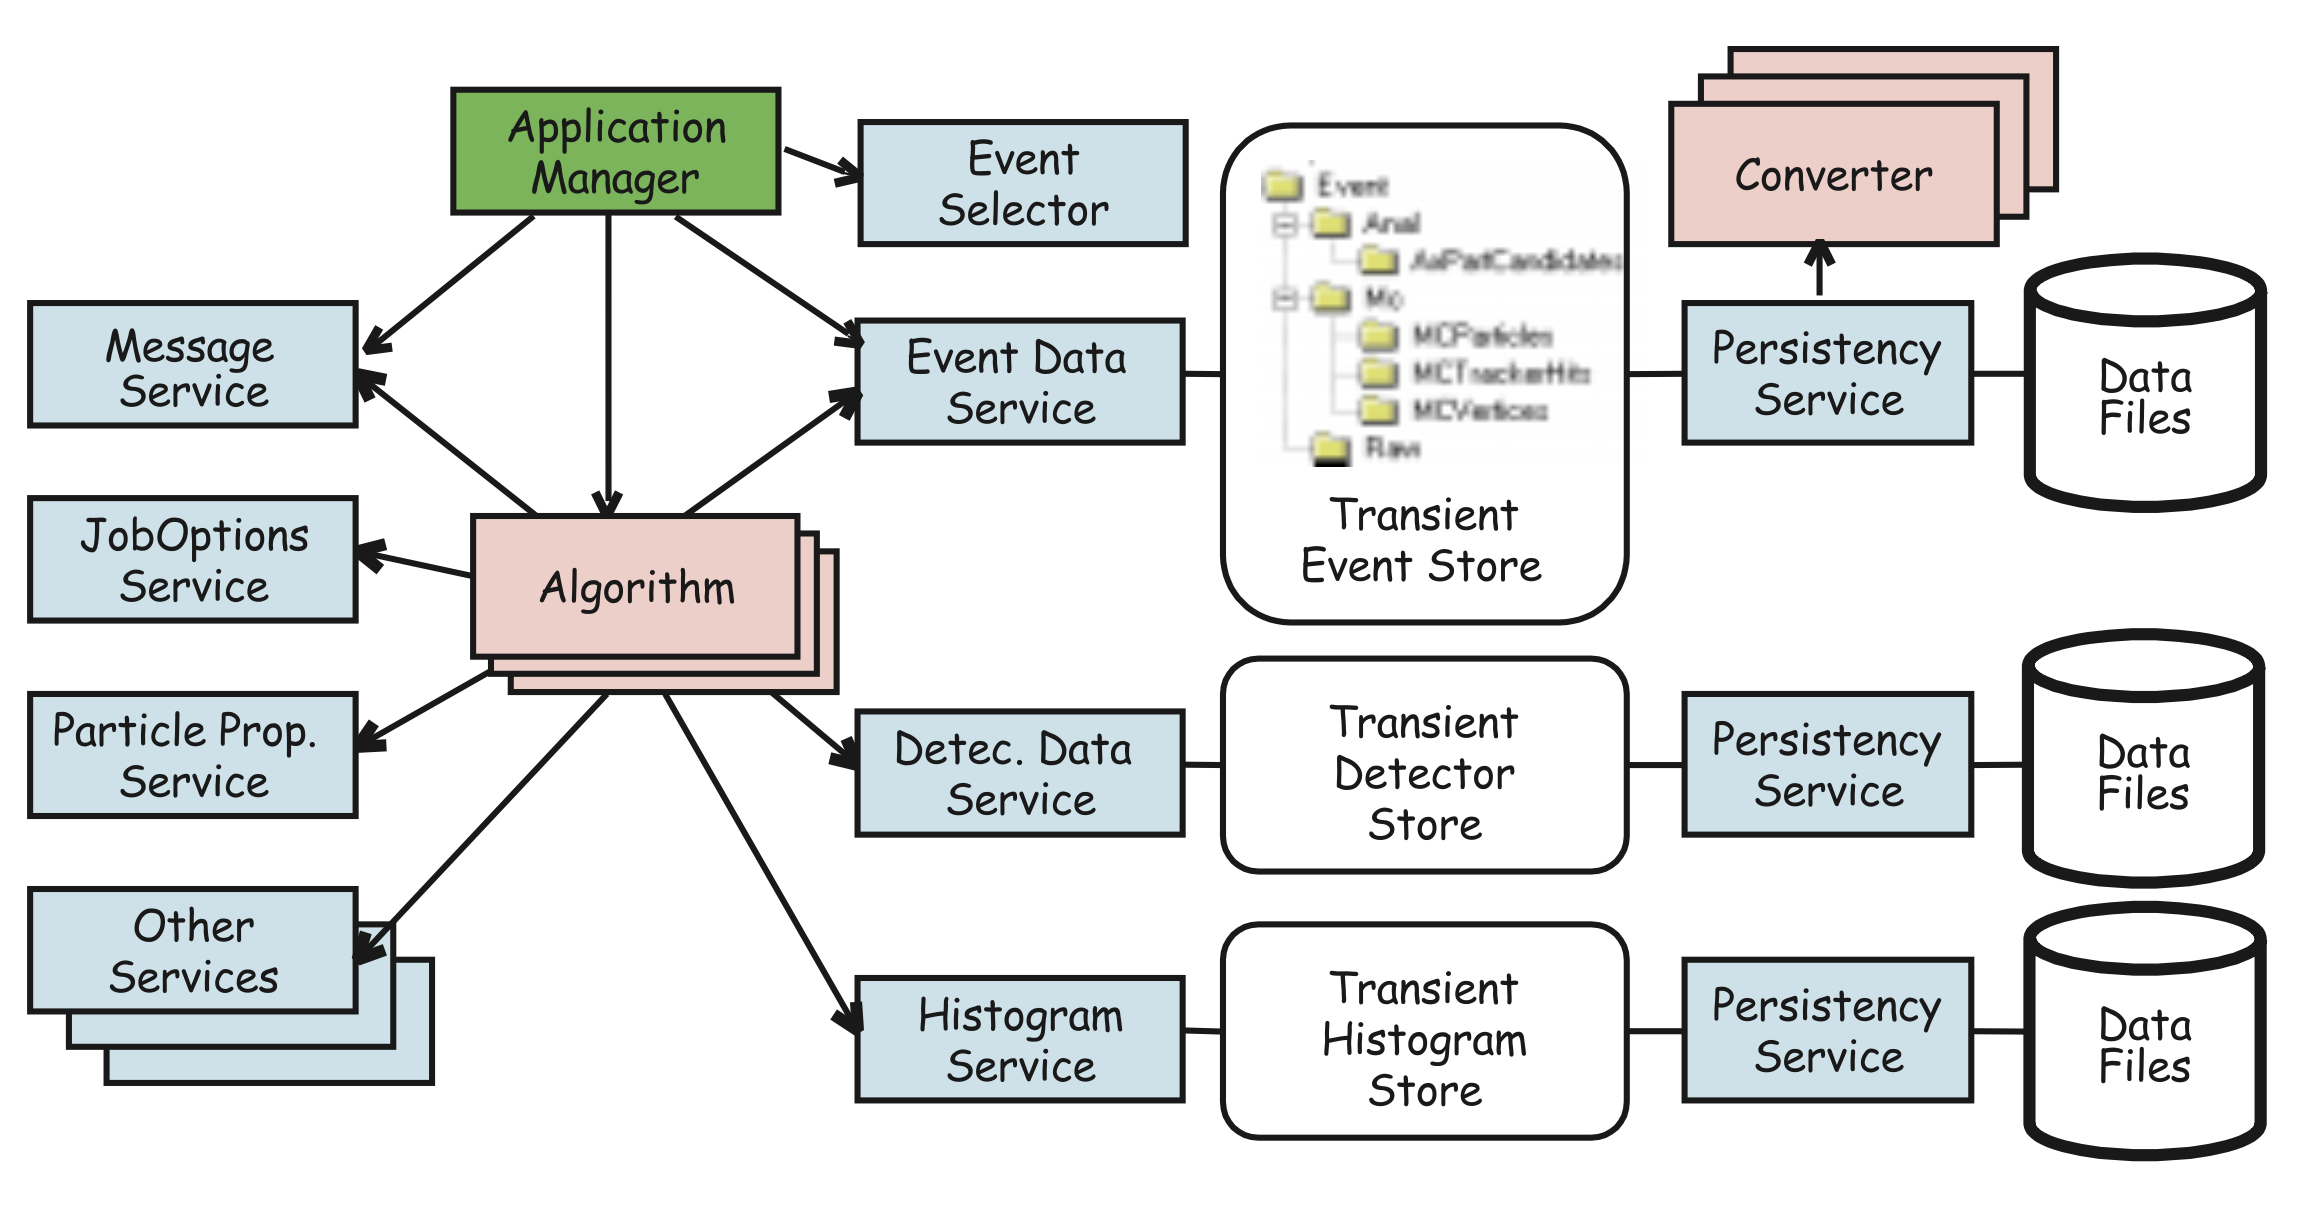 Application
Manager
Event
Selector
Converter
Message
Service
Event Data
Service
Event
Anal
AaPartCandidates
Mc
MCParticles
MCTrackerHits
MCVertices
Raw
Transient
Event Store
Persistency
Service
Data
Files
JobOptions
Service
Algorithm
Particle Prop.
Service
Detec. Data
Service
Transient
Detector
Store
Persistency
Service
Data
Files
Other
Services
Histogram
Service
Transient
Histogram
Store
Persistency
Service
Data
Files